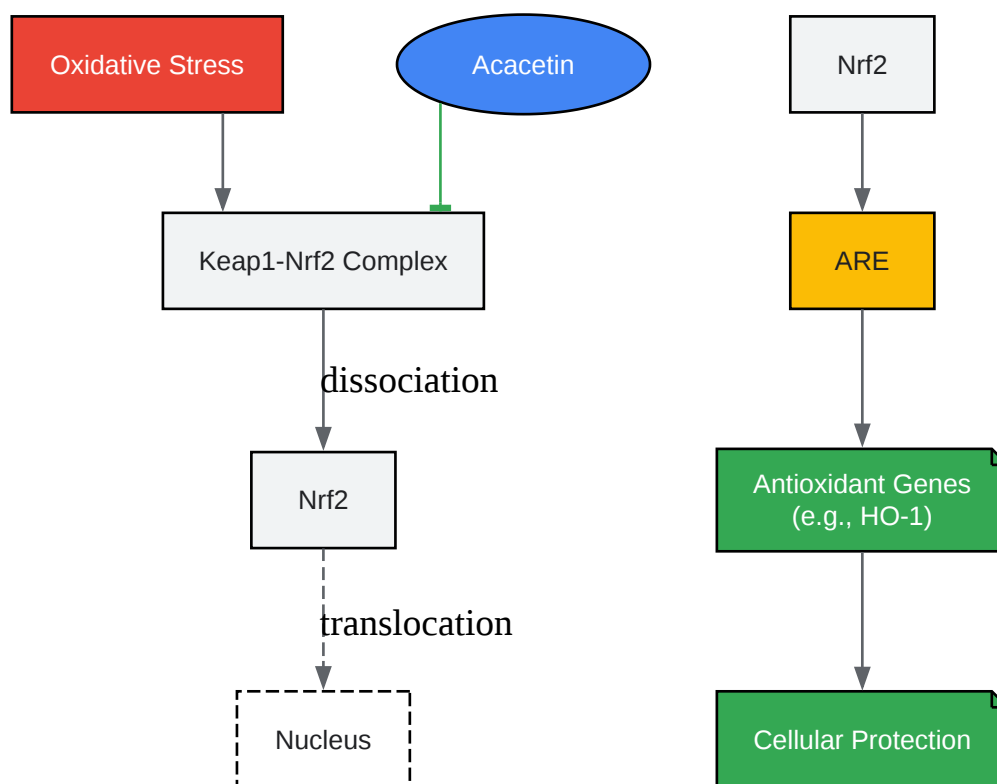 Oxidative Stress
Acacetin
Nrf2
Keap1-Nrf2 Complex
ARE
dissociation
Nrf2
Antioxidant Genes
(e.g., HO-1)
translocation
Nucleus
Cellular Protection